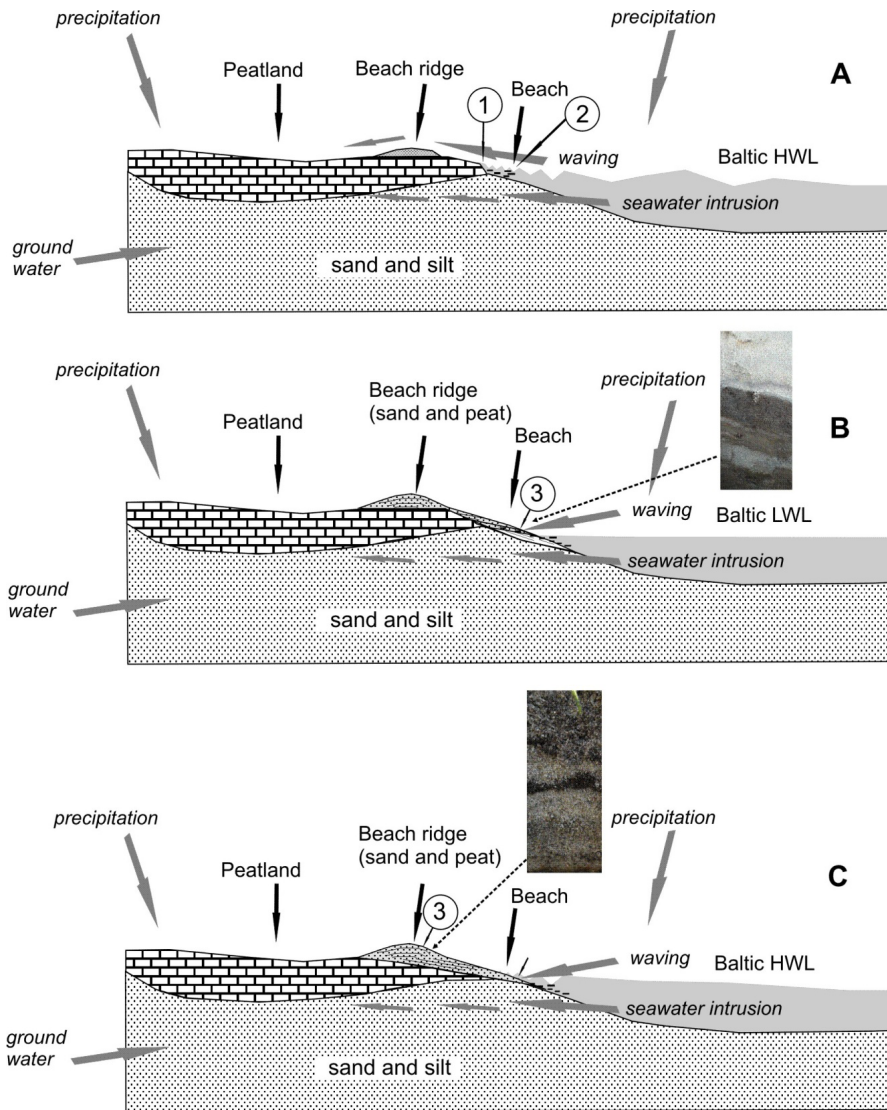 precipitation
precipitation
A
Peatland
Beach ridge
Beach
1
2
waving
Baltic HWL
seawater intrusion
ground
water
sand and silt
precipitation
Beach ridge
(sand and peat)
precipitation
B
Peatland
Beach
3
waving
Baltic LWL
seawater intrusion
ground
water
sand and silt
precipitation
Beach ridge
(sand and peat)
precipitation
C
Peatland
3
Beach
waving
Baltic HWL
seawater intrusion
ground
water
sand and silt